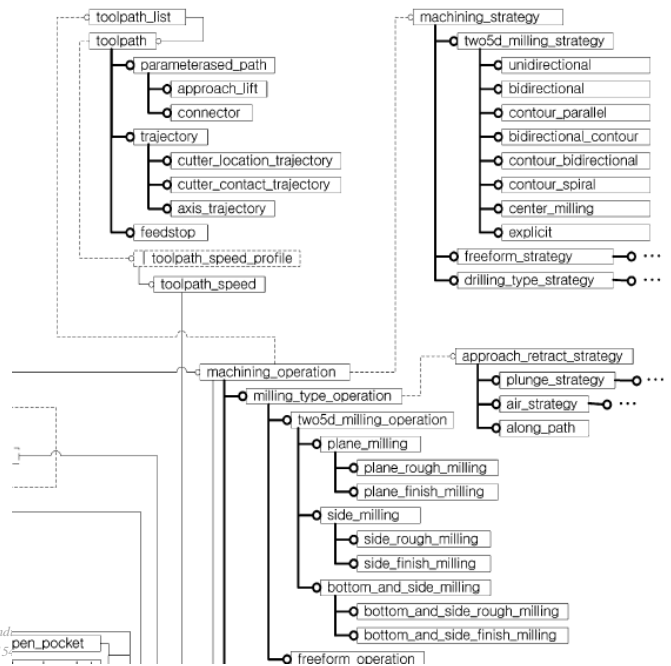 toolpath_list
toolpath
parameterased_path
approach_lift
connector
trajectory
cutter_location_trajectory
cutter_contact_trajectory
axis_trajectory
feedstop
toolpath_speed_profile
toolpath_speed
machining_strategy
two5d_milling_strategy
unidirectional
bidirectional
contour_parallel
bidirectional_contour
contour_bidirectional
contour_spiral
center_milling
explicit
freeform_strategy ...
drilling_type_strategy ...
approach_retract_strategy
plunge_strategy ...
air_strategy ...
along_path
machining_operation
milling_type_operation
two5d_milling_operation
plane_milling
plane_rough_milling
plane_finish_milling
side_milling
side_rough_milling
side_finish_milling
bottom_and_side_milling
bottom_and_side_rough_milling
bottom_and_side_finish_milling
freeform_operation
pen_pocket